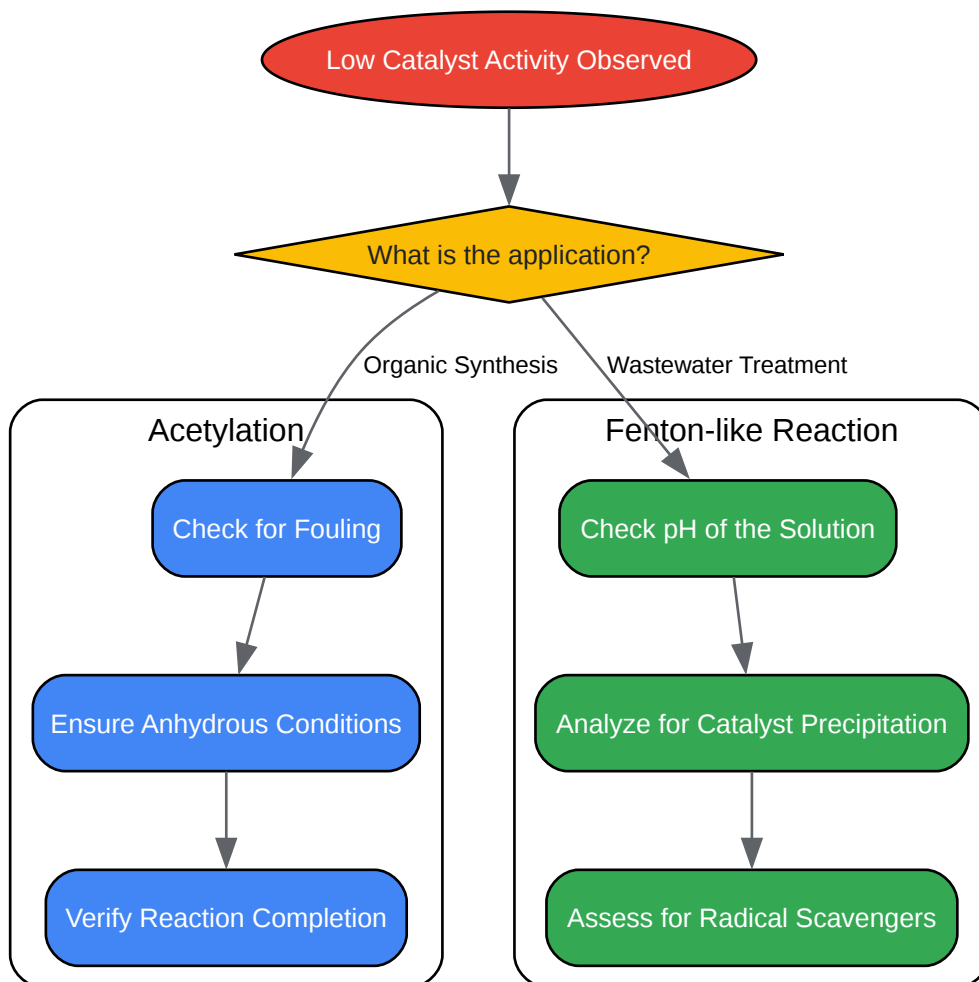 Low Catalyst Activity Observed
What is the application?
Organic Synthesis
Wastewater Treatment
Acetylation
Check for Fouling
Ensure Anhydrous Conditions
Verify Reaction Completion
Fenton-like Reaction
Check pH of the Solution
Analyze for Catalyst Precipitation
Assess for Radical Scavengers